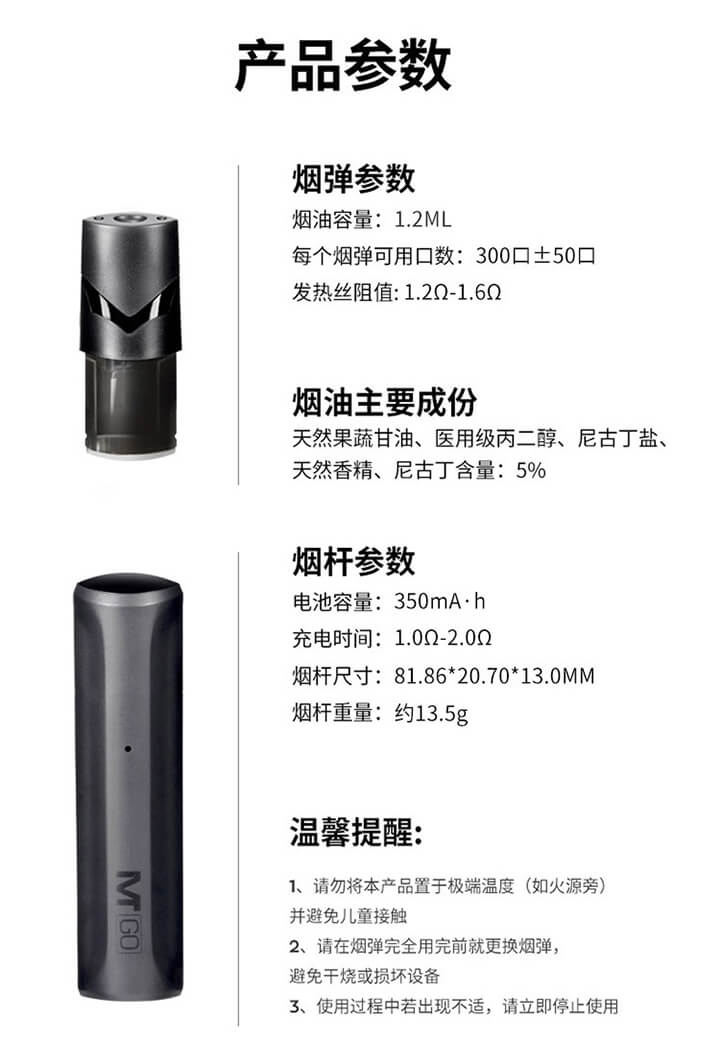 产品参数
烟弹参数
烟油容量：1.2ML
每个烟弹可用口数：300口±50口
发热丝阻值: 1.2Ω-1.6Ω
烟油主要成份
天然果蔬甘油、医用级丙二醇、尼古丁盐、
天然香精、尼古丁含量：5%
烟杆参数
电池容量：350mA·h
充电时间：1.0Ω-2.0Ω
烟杆尺寸：81.86*20.70*13.0MM
烟杆重量：约13.5g
MT GO
温馨提醒:
1、请勿将本产品置于极端温度（如火源旁）
并避免儿童接触
2、请在烟弹完全用完前就更换烟弹，
避免干烧或损坏设备
3、使用过程中若出现不适，请立即停止使用